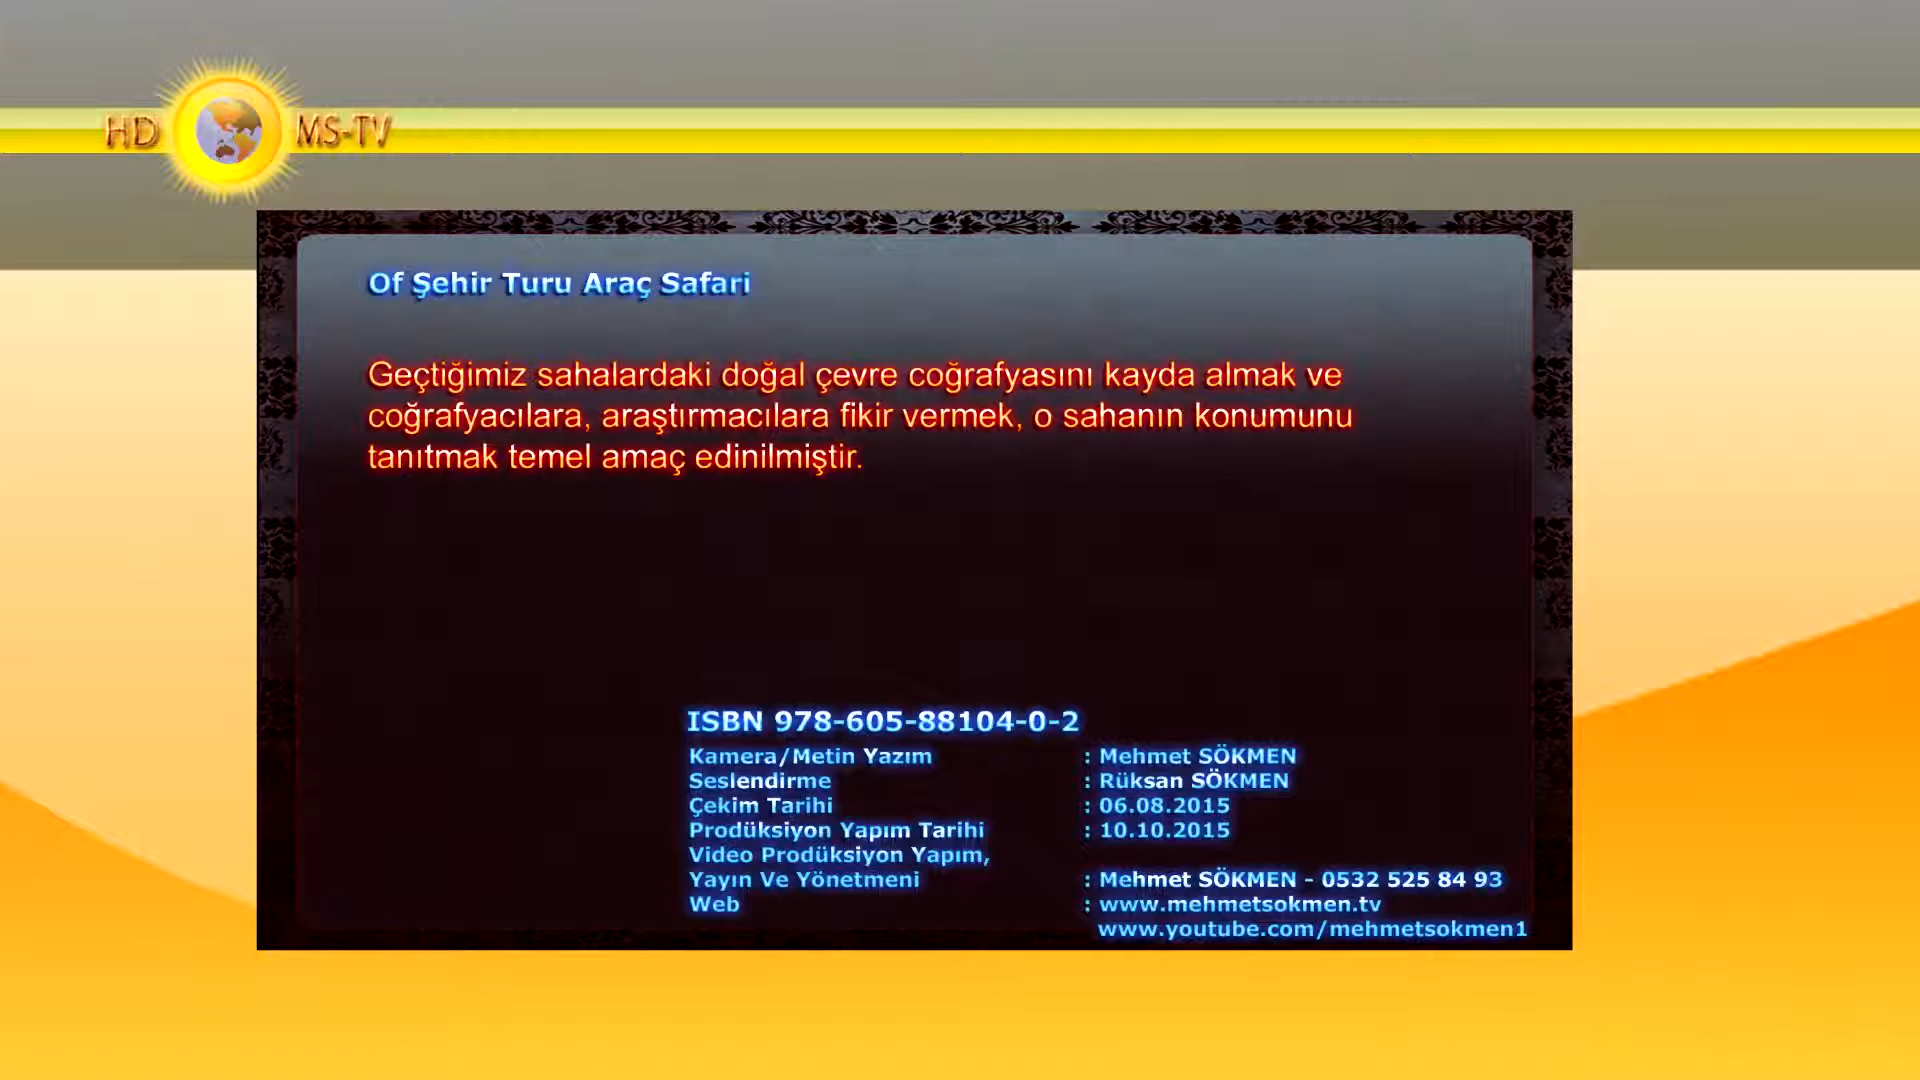 HD MS-TV
Of Şehir Turu Araç Safari
Geçtiğimiz sahalardaki doğal çevre coğrafyasını kayda almak ve
coğrafyacılara, araştırmacılara fikir vermek, o sahanın konumunu
tanıtmak temel amaç edinilmiştir.
ISBN 978-605-88104-0-2
Kamera/Metin Yazım : Mehmet SÖKMEN
Seslendirme : Rüksan SÖKMEN
Çekim Tarihi : 06.08.2015
Prodüksiyon Yapım Tarihi : 10.10.2015
Video Prodüksiyon Yapım,
Yayın Ve Yönetmeni : Mehmet SÖKMEN - 0532 525 84 93
Web : www.mehmetsokmen.tv
www.youtube.com/mehmetsokmen1